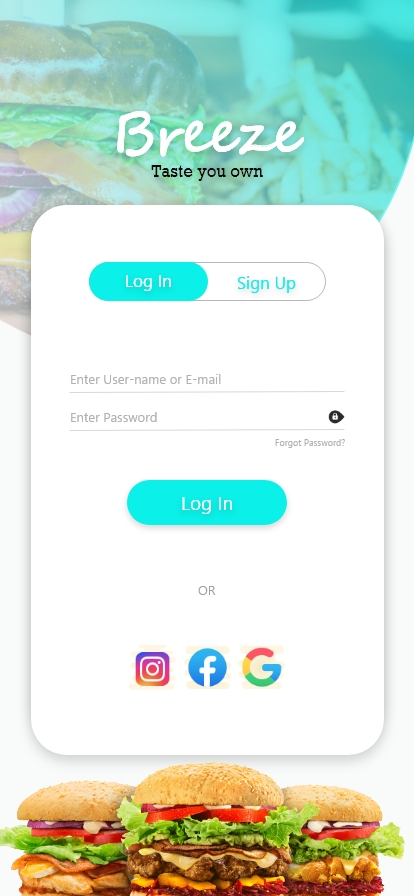 Breeze
Taste you own
Log In
Sign Up
Enter User-name or E-mail
Enter Password
Forgot Password?
Log In
OR